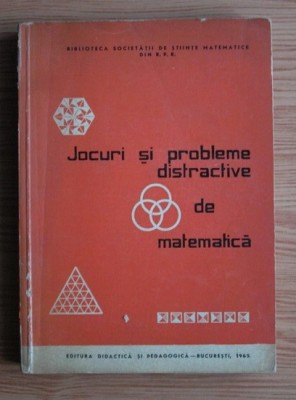 BIBLIOTECA SOCIETĂȚII DE ȘTIINȚE MATEMATICE
DIN R.P.R.
Jocuri și probleme
distractive
de
matematică
EDITURA DIDACTICĂ ȘI PEDAGOGICĂ—BUCUREȘTI, 1965